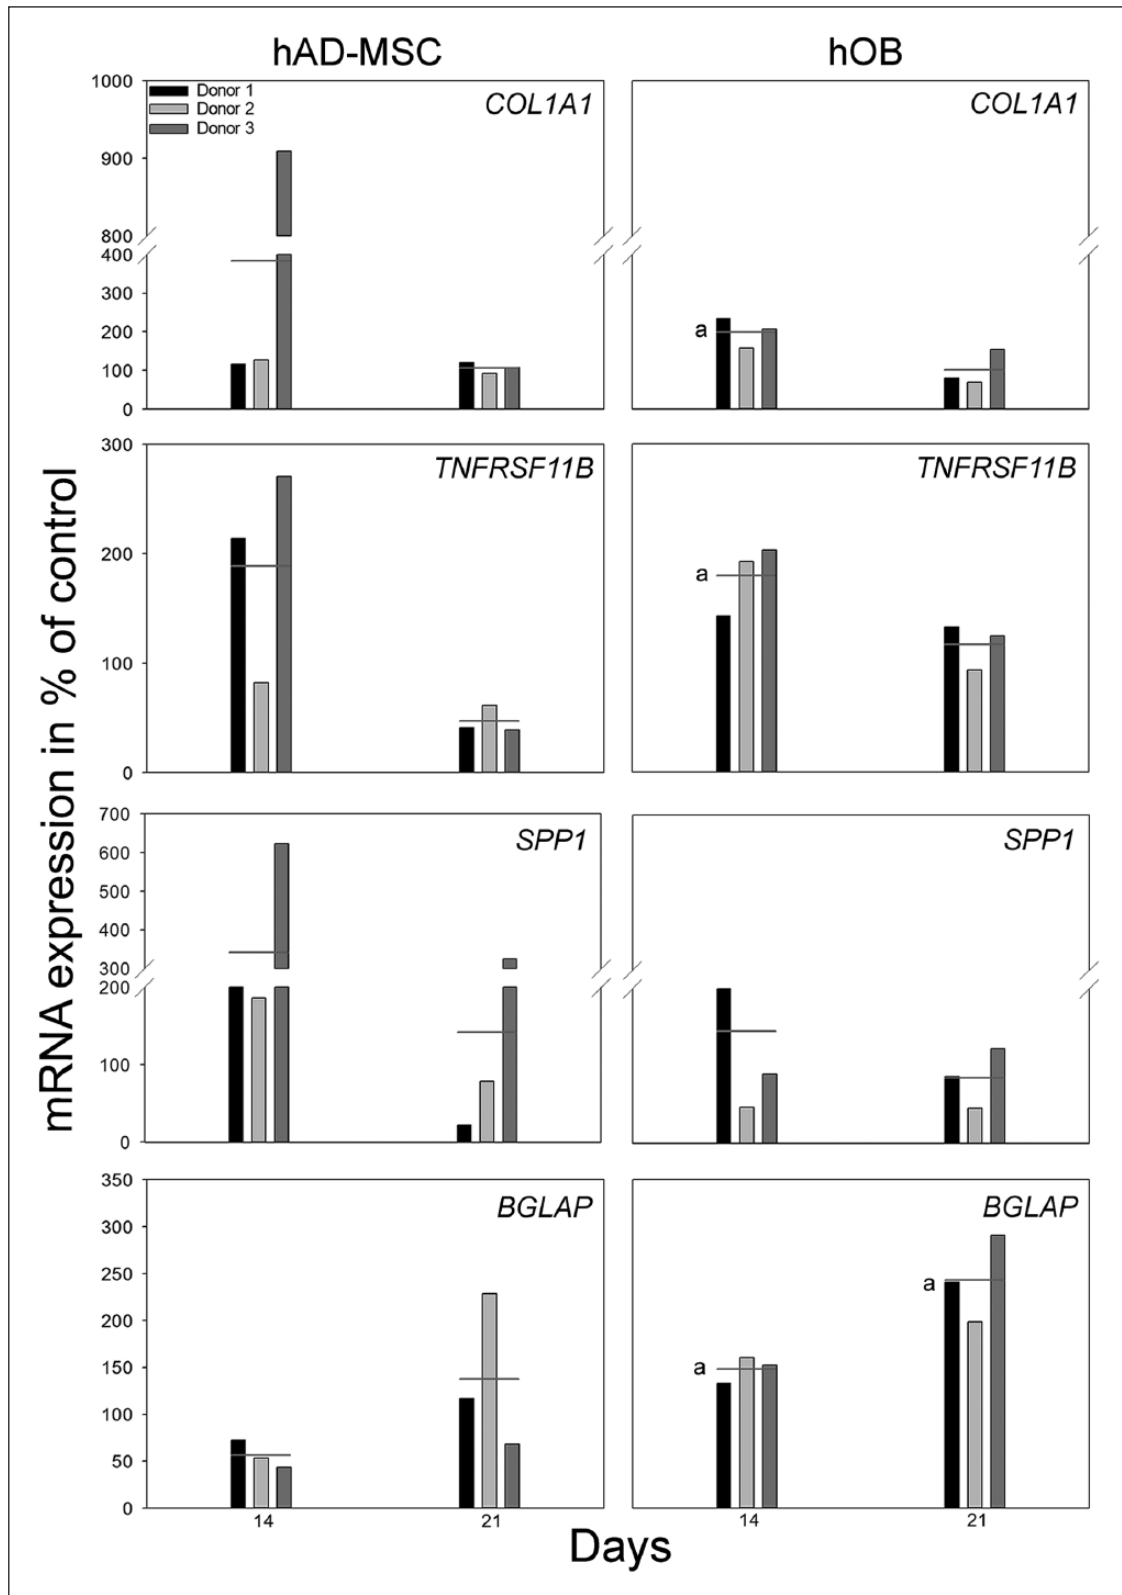 hAD-MSC hOB
1000
900
800
400
300
200
100
0
Donor 1
Donor 2
Donor 3
COL1A1
COL1A1
a
300
200
100
0
TNFRSF11B
TNFRSF11B
a
700
600
500
400
300
200
100
0
SPP1
SPP1
350
300
250
200
150
100
50
0
BGLAP
BGLAP
a
a
14 21 14 21
Days
mRNA expression in % of control